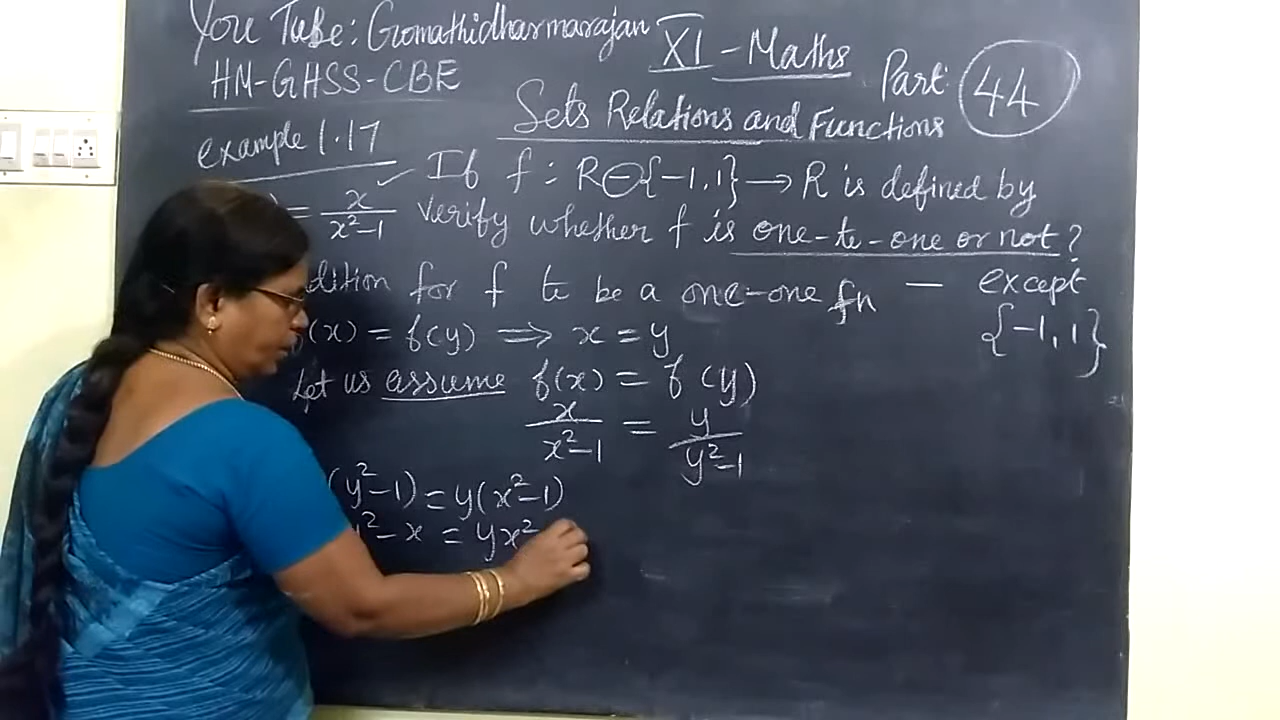 You Tube: Gomathidharmarajan
HM-GHSS-CBE
XI - Maths
Part: 44
Sets Relations and Functions
example 1.17
If f : R-{-1,1} → R is defined by
= x/(x²-1) verify whether f is one-to-one or not?
dition for f to be a one-one fn — except {-1,1}
(x) = f(y) ⇒ x = y
Let us assume f(x) = f(y)
x/(x²-1) = y/(y²-1)
(y²-1) = y(x²-1)
² - x = yx²